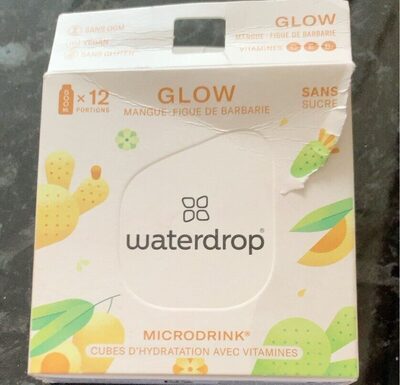 SANS OGM
VEGAN
SANS GLUTEN
GLOW
MANGUE · FIGUE DE BARBARIE
VITAMINES
× 12
PORTIONS
GLOW
MANGUE · FIGUE DE BARBARIE
SANS
SUCRE
waterdrop®
MICRODRINK®
CUBES D'HYDRATATION AVEC VITAMINES